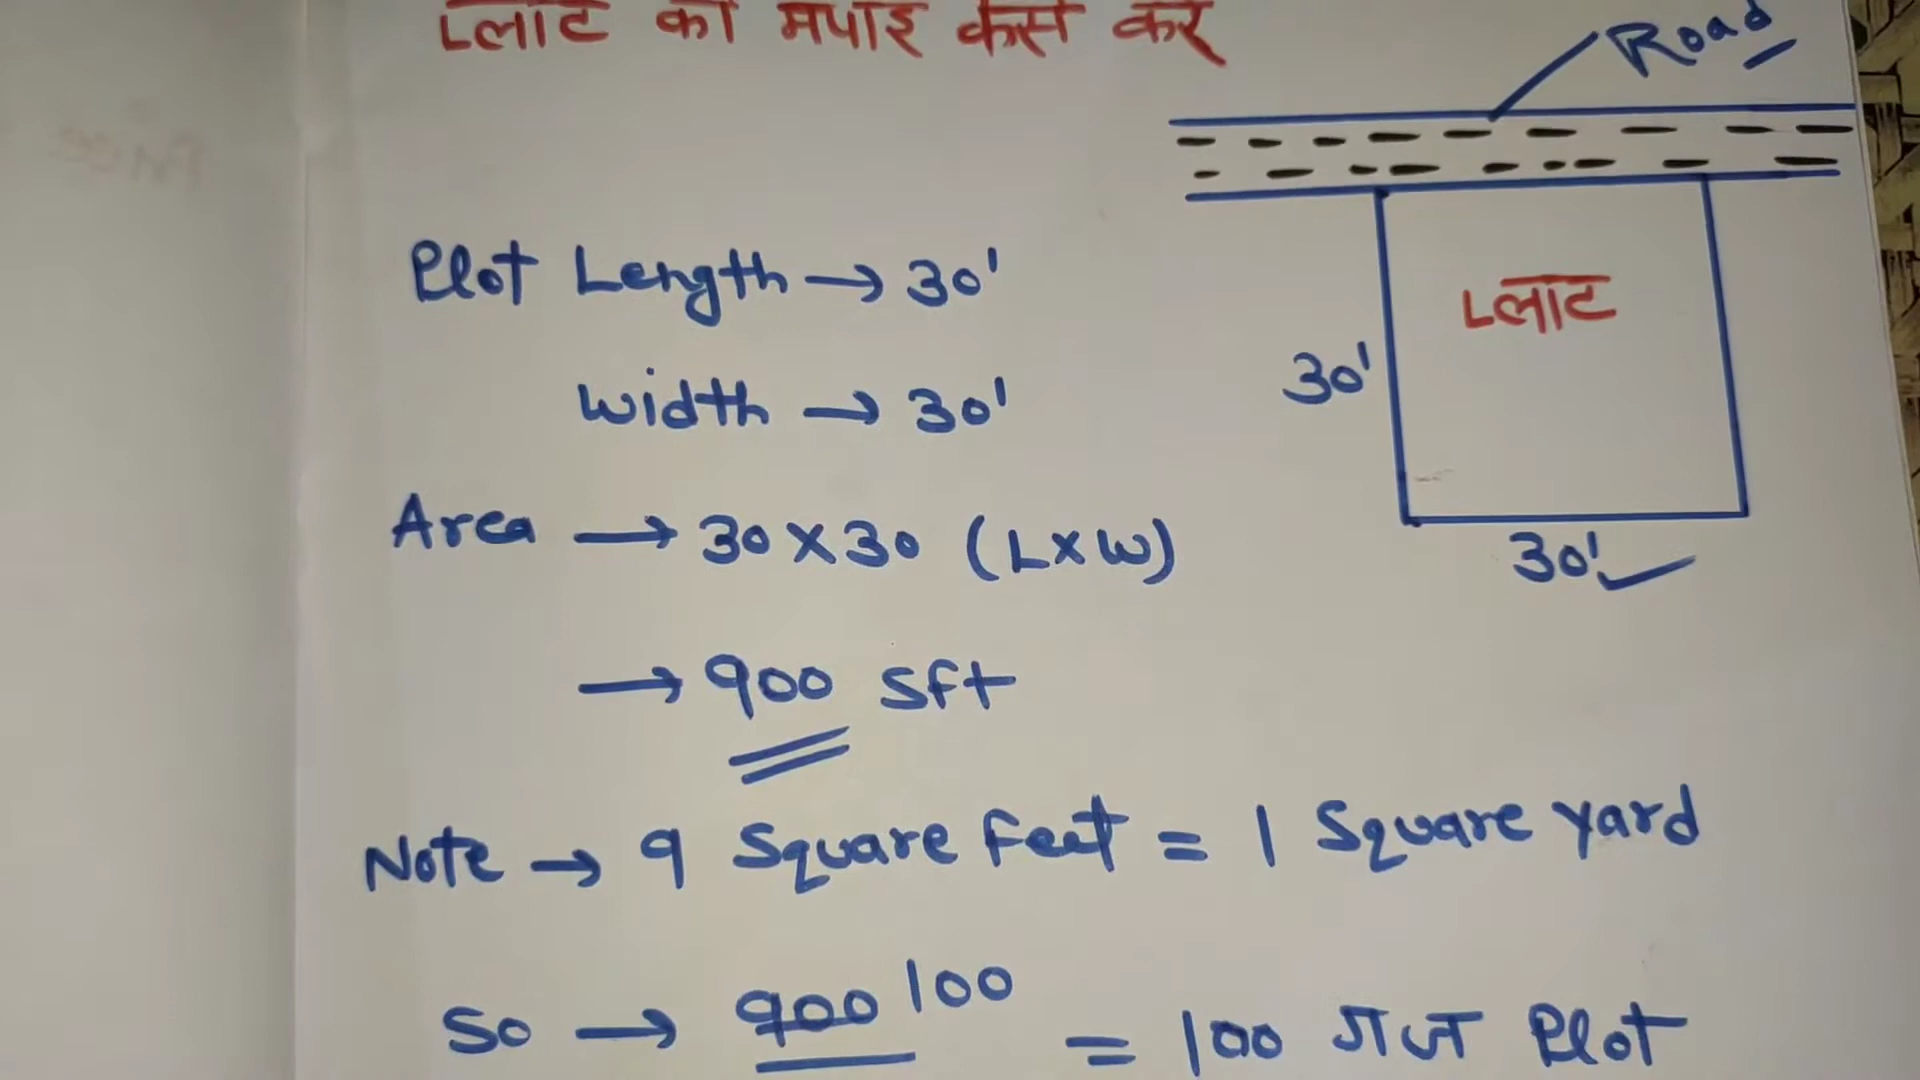 प्लाट की मपाई कैसे करें
Road
Plot Length → 30'
Width → 30'
Area → 30 x 30 (L x W)
→ 900 Sft
Note → 9 Square Feet = 1 Square Yard
So → 900 100 = 100 गज Plot
प्लाट
30'
30'